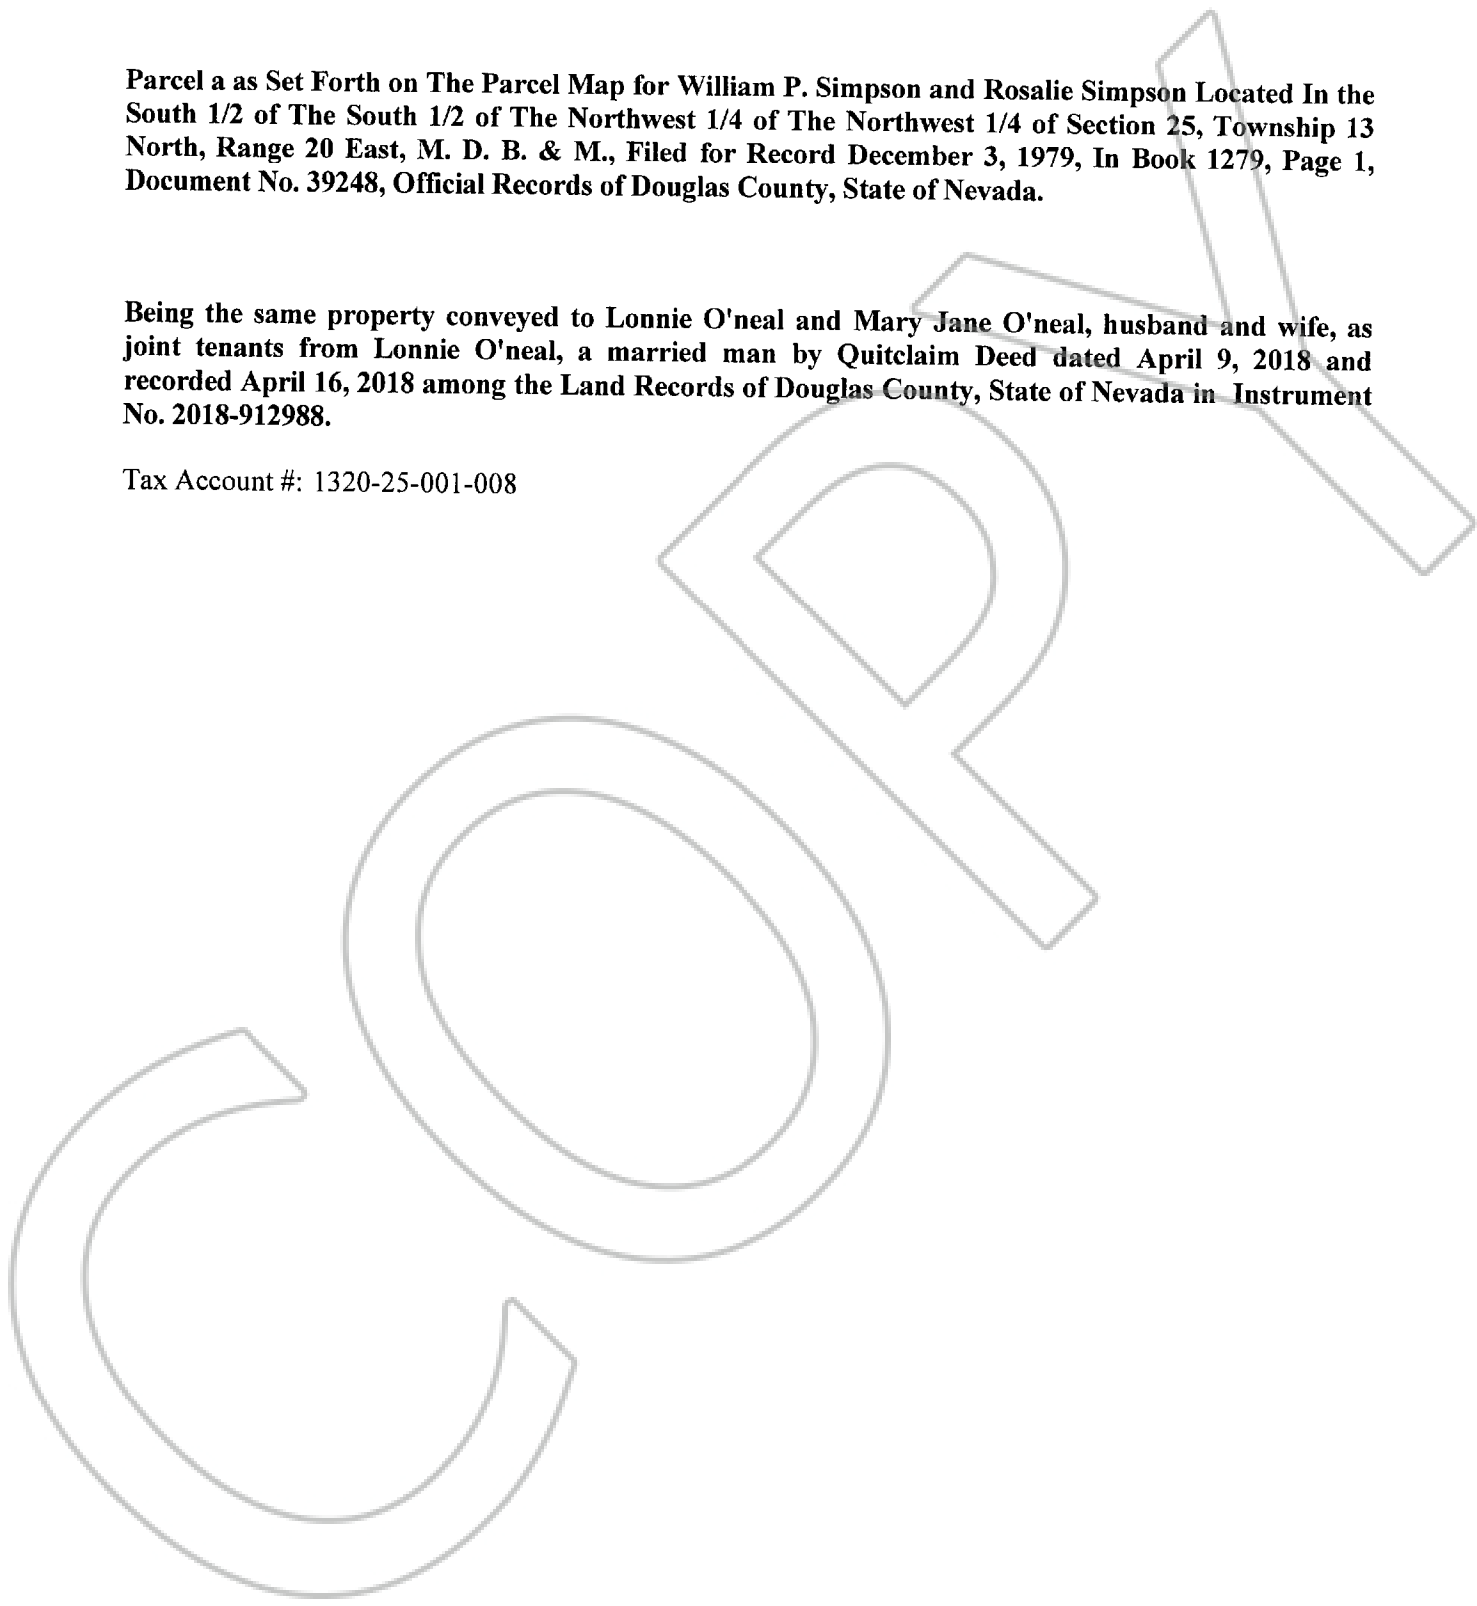 Parcel a as Set Forth on The Parcel Map for William P. Simpson and Rosalie Simpson Located In the
South 1/2 of The South 1/2 of The Northwest 1/4 of The Northwest 1/4 of Section 25, Township 13
North, Range 20 East, M. D. B. & M., Filed for Record December 3, 1979, In Book 1279, Page 1,
Document No. 39248, Official Records of Douglas County, State of Nevada.
Being the same property conveyed to Lonnie O'neal and Mary Jane O'neal, husband and wife, as
joint tenants from Lonnie O'neal, a married man by Quitclaim Deed dated April 9, 2018 and
recorded April 16, 2018 among the Land Records of Douglas County, State of Nevada in Instrument
No. 2018-912988.
Tax Account #: 1320-25-001-008
COPY